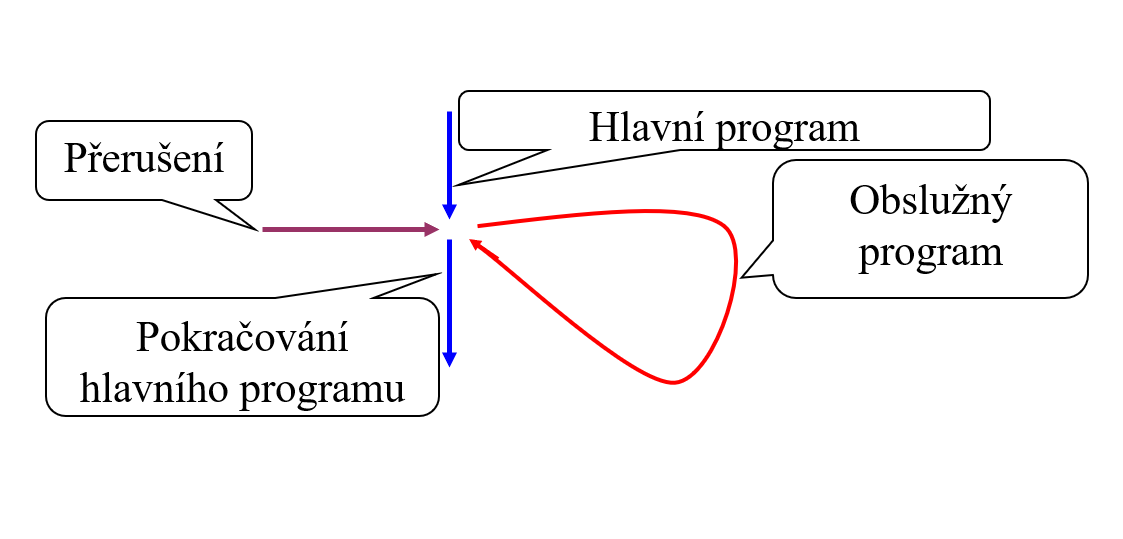 Hlavní program
Přerušení
Obslužný
program
Pokračování
hlavního programu